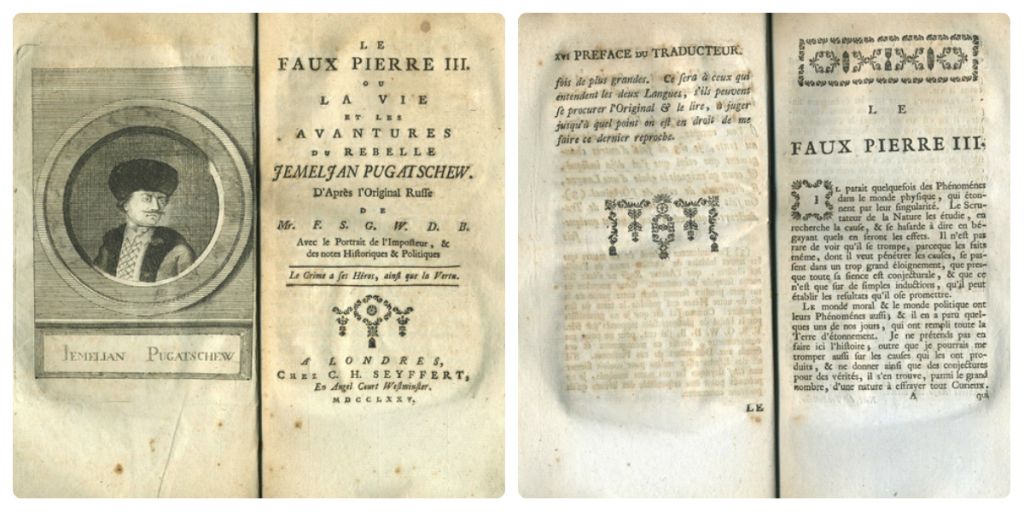 IEMELIAN PUGATSCHEW
LE
FAUX PIERRE III.
OU
LA VIE
ET LES
AVANTURES
DU REBELLE
JEMELJAN PUGATSCHEW.
D'Après l'Original Russe
DE
Mr. F. S. G. W. D. B.
Avec le Portrait de l'Imposteur, &
des notes Historiques & Politiques
Le Crime a ses Héros, ainsi que la Vertu.
A LONDRES,
CHEZ C. H. SEYFFERT,
En Angel Court Westminster.
MDCCLXXV.
XVI PREFACE DU TRADUCTEUR.
fois de plus grandes. Ce sera à ceux qui
entendent les deux Langues, s'ils peuvent
se procurer l'Original & le lire, à juger
jusqu'à quel point on est en droit de me
faire ce dernier reproche.
LE
LE
FAUX PIERRE III.
IL parait quelquefois des Phénoménes
dans le monde physique, qui éton-
nent par leur singularité. Le Scru-
tateur de la Nature les étudie, en
recherche la cause, & se hasarde à dire en bé-
gayant quels en seront les effets. Il n'est pas
rare de voir qu'il se trompe, parceque les faits
même, dont il veut pénétrer les causes, se pas-
sent dans un trop grand éloignement, que pres-
que toute sa sience est conjecturale, & que ce
n'est que sur de simples inductions, qu'il peut
établir les resultats qu'il ose promettre.
LE monde moral & le monde politique ont
leurs Phénoménes aussi; & il en a paru quel-
ques uns de nos jours, qui ont rempli toute la
Terre d'étonnement. Je ne prétends pas en
faire ici l'histoire; outre que je pourrais me
tromper aussi sur les causes qui les ont pro-
duits, & ne donner ainsi que des conjectures
pour des vérités, il s'en trouve, parmi le grand
nombre, d'une nature à effrayer tout Curieux.
A qui